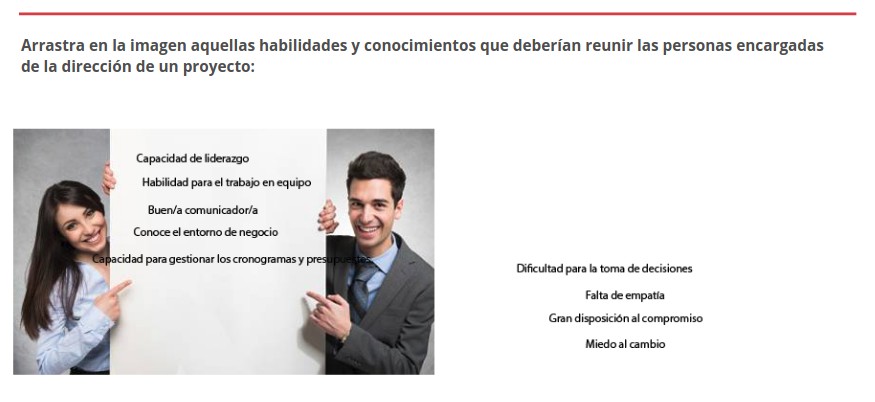 Arrastra en la imagen aquellas habilidades y conocimientos que deberían reunir las personas encargadas
de la dirección de un proyecto:
Capacidad de liderazgo
Habilidad para el trabajo en equipo
Buen/a comunicador/a
Conoce el entorno de negocio
Capacidad para gestionar los cronogramas y presupuestos
Dificultad para la toma de decisiones
Falta de empatía
Gran disposición al compromiso
Miedo al cambio